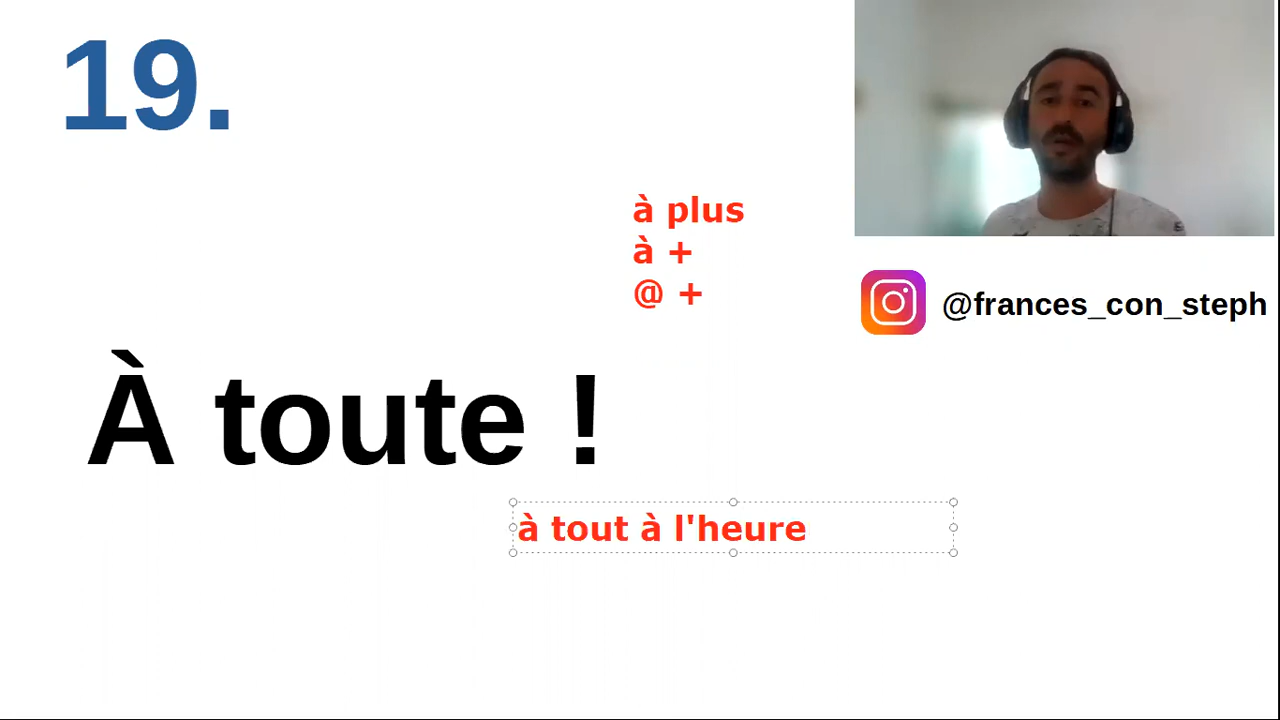 19.
à plus
à +
@ +
@frances_con_steph
À toute !
à tout à l'heure